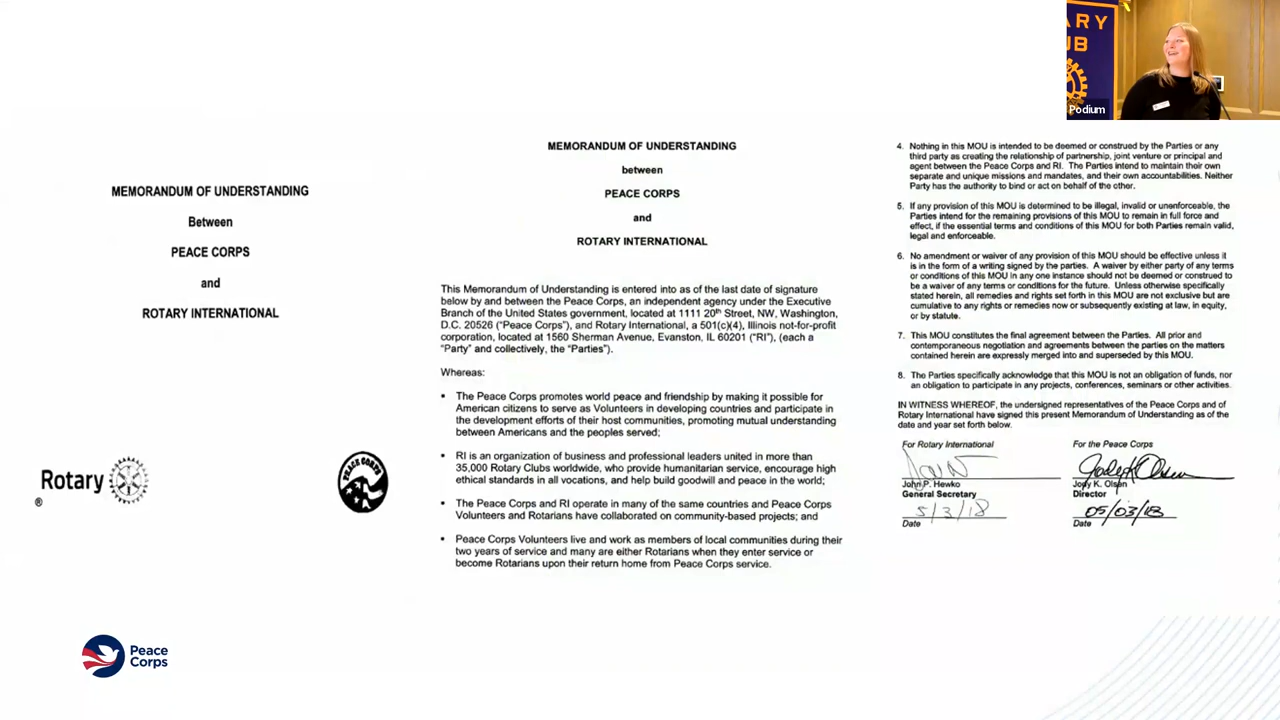 MEMORANDUM OF UNDERSTANDING
Between
PEACE CORPS
and
ROTARY INTERNATIONAL
Rotary
®
PEACE CORPS
Peace
Corps
MEMORANDUM OF UNDERSTANDING
between
PEACE CORPS
and
ROTARY INTERNATIONAL
This Memorandum of Understanding is entered into as of the last date of signature
below by and between the Peace Corps, an independent agency under the Executive
Branch of the United States government, located at 1111 20th Street, NW, Washington,
D.C. 20526 ("Peace Corps"), and Rotary International, a 501(c)(4), Illinois not-for-profit
corporation, located at 1560 Sherman Avenue, Evanston, IL 60201 ("RI"), (each a
"Party" and collectively, the "Parties").
Whereas:
• The Peace Corps promotes world peace and friendship by making it possible for
American citizens to serve as Volunteers in developing countries and participate in
the development efforts of their host communities, promoting mutual understanding
between Americans and the peoples served;
• RI is an organization of business and professional leaders united in more than
35,000 Rotary Clubs worldwide, who provide humanitarian service, encourage high
ethical standards in all vocations, and help build goodwill and peace in the world;
• The Peace Corps and RI operate in many of the same countries and Peace Corps
Volunteers and Rotarians have collaborated on community-based projects; and
• Peace Corps Volunteers live and work as members of local communities during their
two years of service and many are either Rotarians when they enter service or
become Rotarians upon their return home from Peace Corps service.
ARY
UB
Podium
4. Nothing in this MOU is intended to be deemed or construed by the Parties or any
third party as creating the relationship of partnership, joint venture or principal and
agent between the Peace Corps and RI. The Parties intend to maintain their own
separate and unique missions and mandates, and their own accountabilities. Neither
Party has the authority to bind or act on behalf of the other.
5. If any provision of this MOU is determined to be illegal, invalid or unenforceable, the
Parties intend for the remaining provisions of this MOU to remain in full force and
effect, if the essential terms and conditions of this MOU for both Parties remain valid,
legal and enforceable.
6. No amendment or waiver of any provision of this MOU should be effective unless it
is in the form of a writing signed by the parties. A waiver by either party of any terms
or conditions of this MOU in any one instance should not be deemed or construed to
be a waiver of any terms or conditions for the future. Unless otherwise specifically
stated herein, all remedies and rights set forth in this MOU are not exclusive but are
cumulative to any rights or remedies now or subsequently existing at law, in equity,
or by statute.
7. This MOU constitutes the final agreement between the Parties. All prior and
contemporaneous negotiation and agreements between the parties on the matters
contained herein are expressly merged into and superseded by this MOU.
8. The Parties specifically acknowledge that this MOU is not an obligation of funds, nor
an obligation to participate in any projects, conferences, seminars or other activities.
IN WITNESS WHEREOF, the undersigned representatives of the Peace Corps and of
Rotary International have signed this present Memorandum of Understanding as of the
date and year set forth below.
For Rotary International
John P. Hewko
General Secretary
5/3/18
Date
For the Peace Corps
Jody K Olsen
Jody K. Olsen
Director
05/03/18
Date